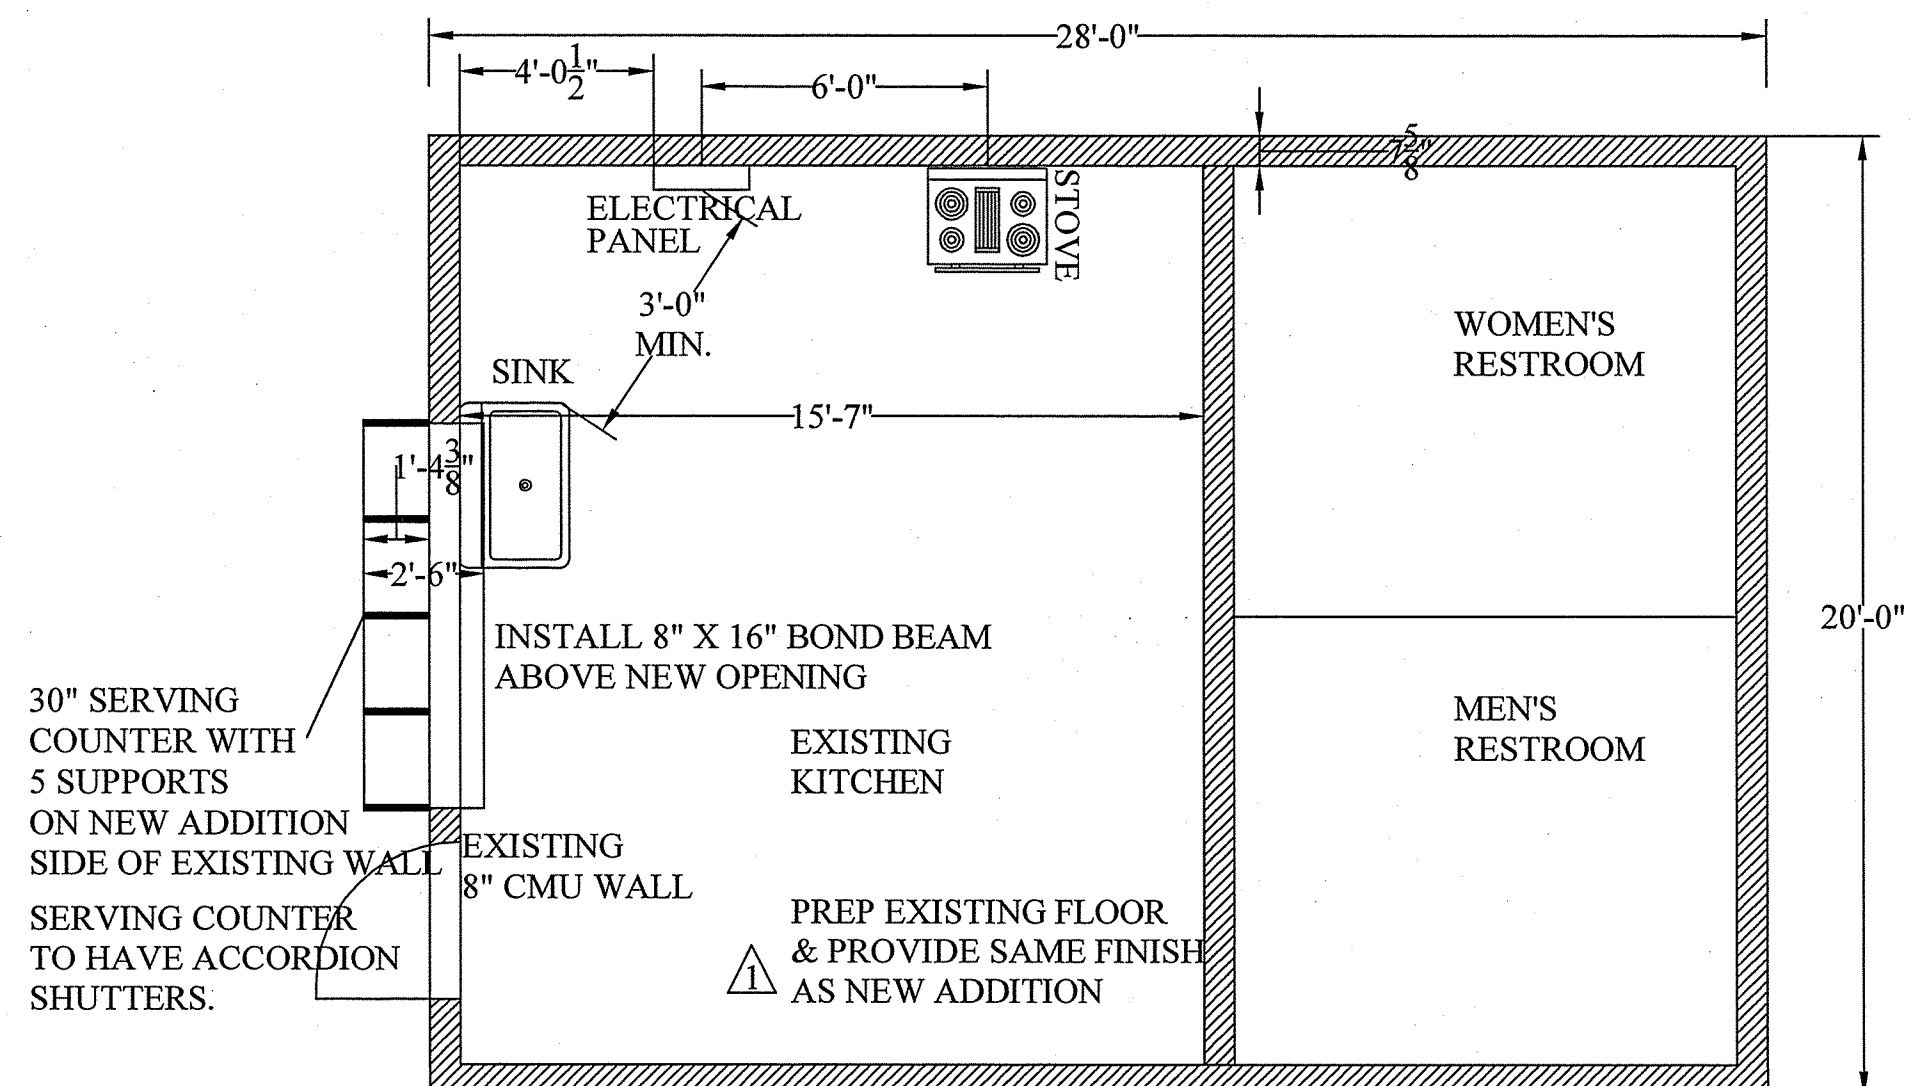 28'-0"
4'-0 1/2"
6'-0"
7 5/8"
ELECTRICAL
PANEL
STOVE
3'-0"
MIN.
WOMEN'S
RESTROOM
SINK
15'-7"
1'-4 3/8"
2'-6"
20'-0"
INSTALL 8" X 16" BOND BEAM
ABOVE NEW OPENING
30" SERVING
COUNTER WITH
5 SUPPORTS
ON NEW ADDITION
SIDE OF EXISTING WALL
MEN'S
RESTROOM
EXISTING
KITCHEN
EXISTING
8" CMU WALL
SERVING COUNTER
TO HAVE ACCORDION
SHUTTERS.
1
PREP EXISTING FLOOR
& PROVIDE SAME FINISH
AS NEW ADDITION